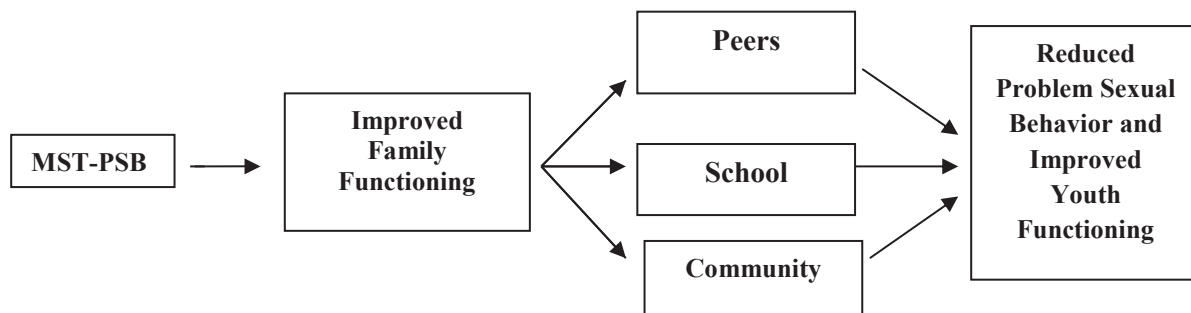 MST-PSB
Improved
Family
Functioning
Peers
School
Community
Reduced
Problem Sexual
Behavior and
Improved
Youth
Functioning